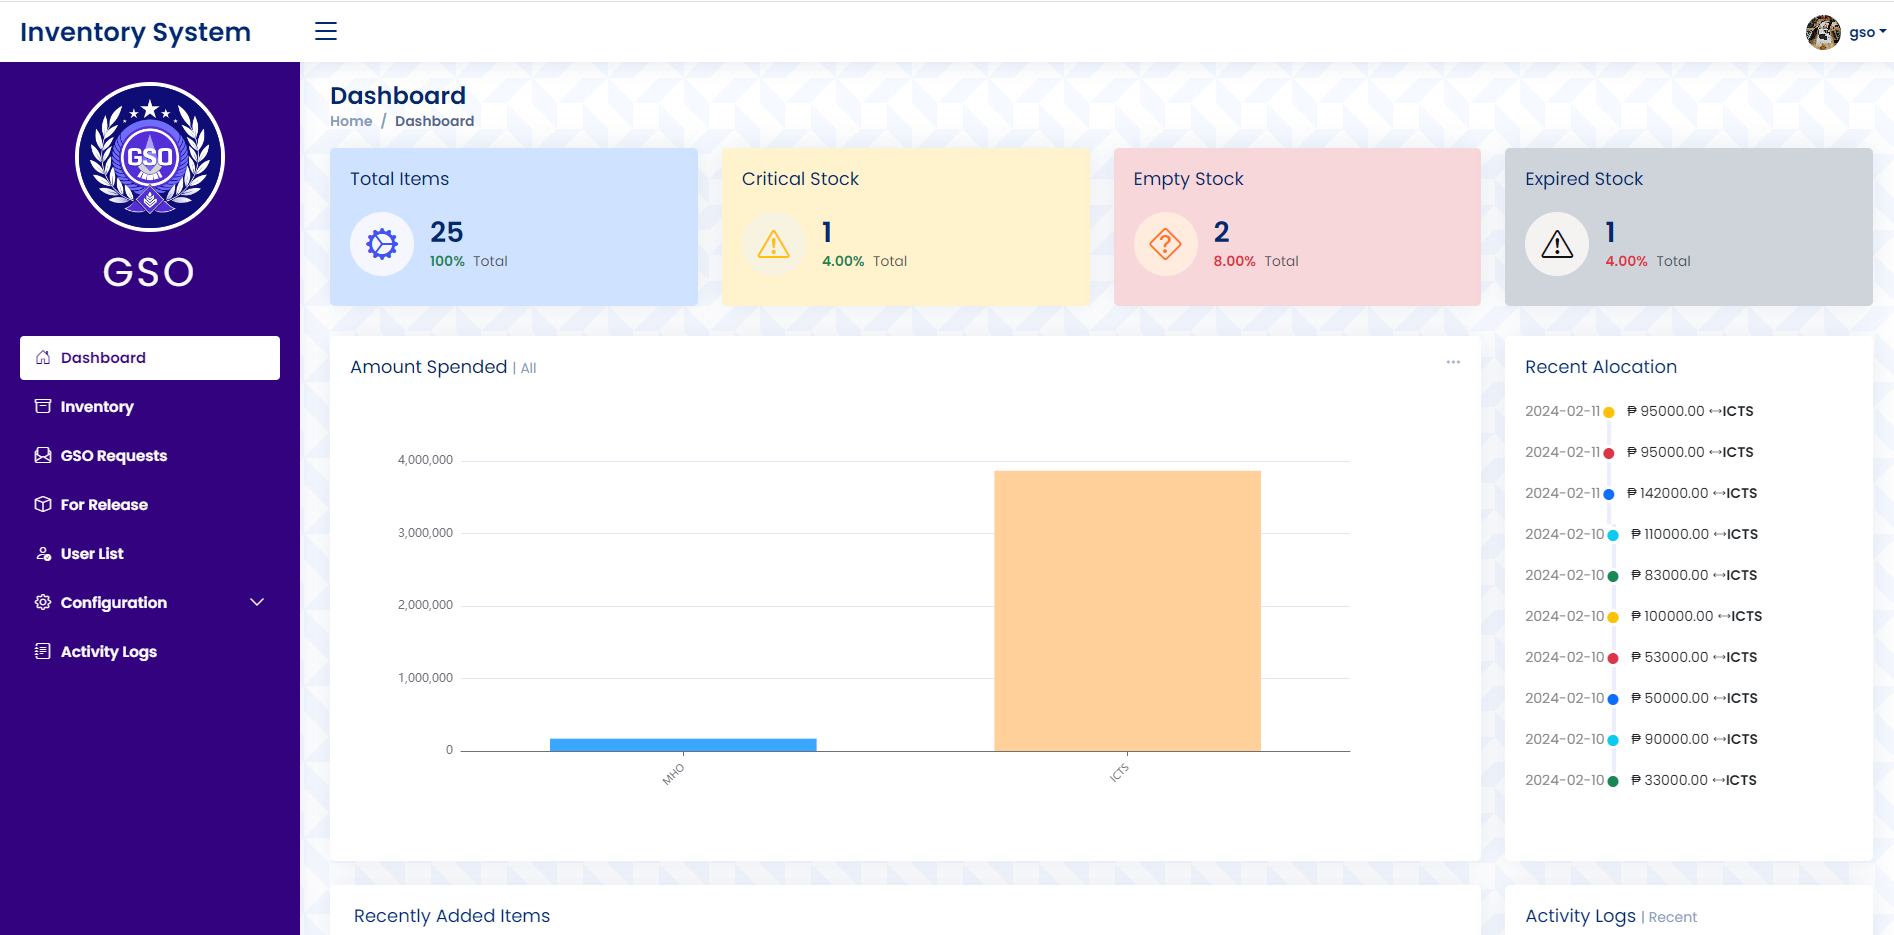 Inventory System
gso
GSO
GSO
Dashboard
Inventory
GSO Requests
For Release
User List
Configuration
Activity Logs
Dashboard
Home / Dashboard
Total Items
25
100% Total
Critical Stock
1
4.00% Total
Empty Stock
2
8.00% Total
Expired Stock
1
4.00% Total
Amount Spended | All
4,000,000
3,000,000
2,000,000
1,000,000
0
MHO
ICTS
Recent Alocation
2024-02-11 ₱ 95000.00 ↔ICTS
2024-02-11 ₱ 95000.00 ↔ICTS
2024-02-11 ₱ 142000.00 ↔ICTS
2024-02-10 ₱ 110000.00 ↔ICTS
2024-02-10 ₱ 83000.00 ↔ICTS
2024-02-10 ₱ 100000.00 ↔ICTS
2024-02-10 ₱ 53000.00 ↔ICTS
2024-02-10 ₱ 50000.00 ↔ICTS
2024-02-10 ₱ 90000.00 ↔ICTS
2024-02-10 ₱ 33000.00 ↔ICTS
Recently Added Items
Activity Logs | Recent